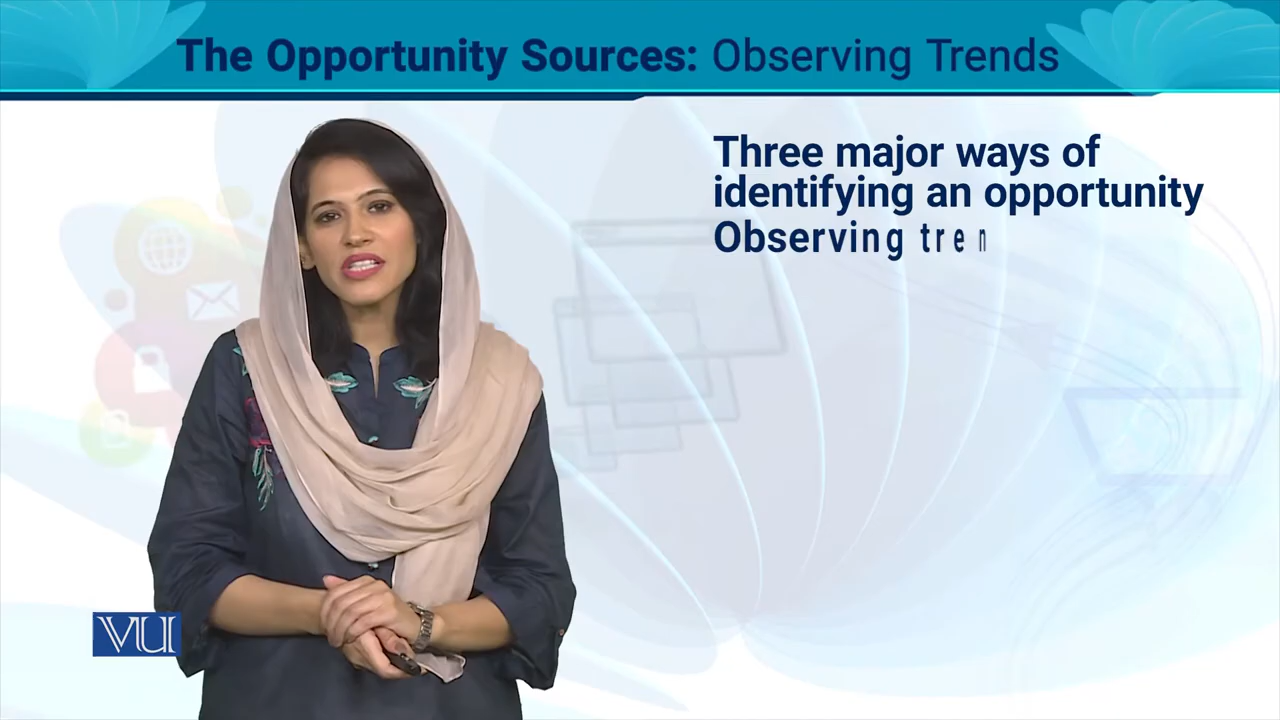 The Opportunity Sources: Observing Trends
Three major ways of
identifying an opportunity
Observing tren
VU